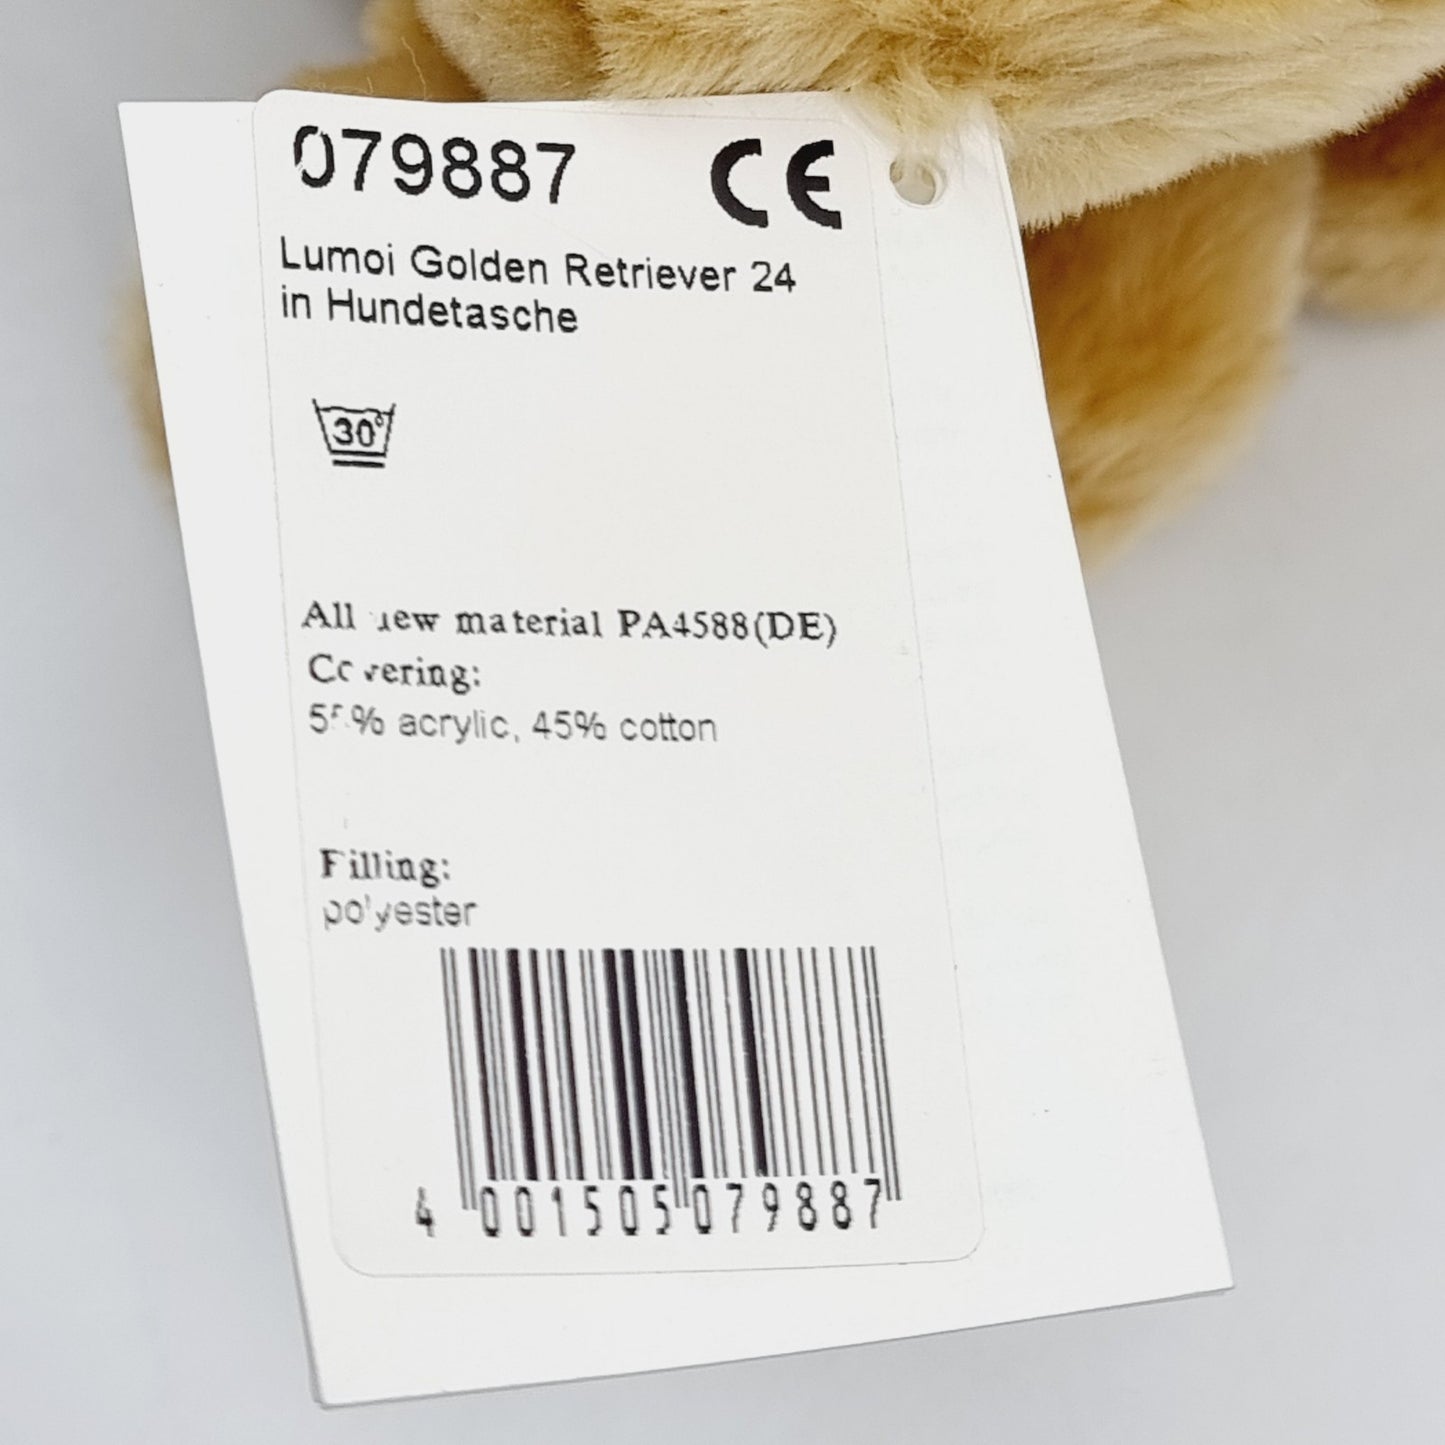 079887 CE
Lumoi Golden Retriever 24
in Hundetasche
30°
All new material PA4588(DE)
Covering:
55% acrylic, 45% cotton
Filling:
polyester
4 001505 079887